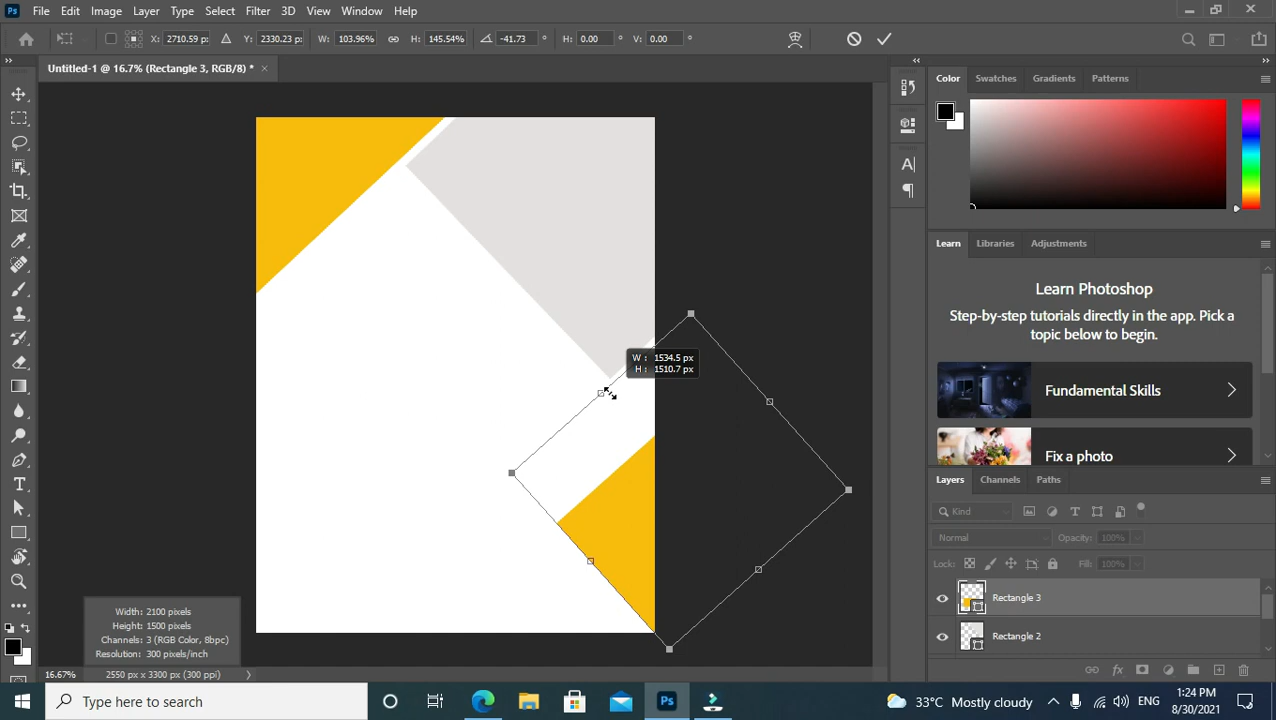 Ps File Edit Image Layer Type Select Filter 3D View Window Help
X: 2710.59 px Y: 2330.23 px W: 103.96% H: 145.54% -41.73 ° H: 0.00 ° V: 0.00 °
Untitled-1 @ 16.7% (Rectangle 3, RGB/8) * ×
Color Swatches Gradients Patterns
Learn Libraries Adjustments
Learn Photoshop
Step-by-step tutorials directly in the app. Pick a
topic below to begin.
W : 1534.5 px
H : 1510.7 px
Fundamental Skills
Fix a photo
Layers Channels Paths
Kind
Normal Opacity: 100%
Lock: Fill: 100%
Rectangle 3
Rectangle 2
Width: 2100 pixels
Height: 1500 pixels
Channels: 3 (RGB Color, 8bpc)
Resolution: 300 pixels/inch
16.67% 2550 px x 3300 px (300 ppi)
Type here to search
Ps
33°C Mostly cloudy
ENG
1:24 PM
8/30/2021